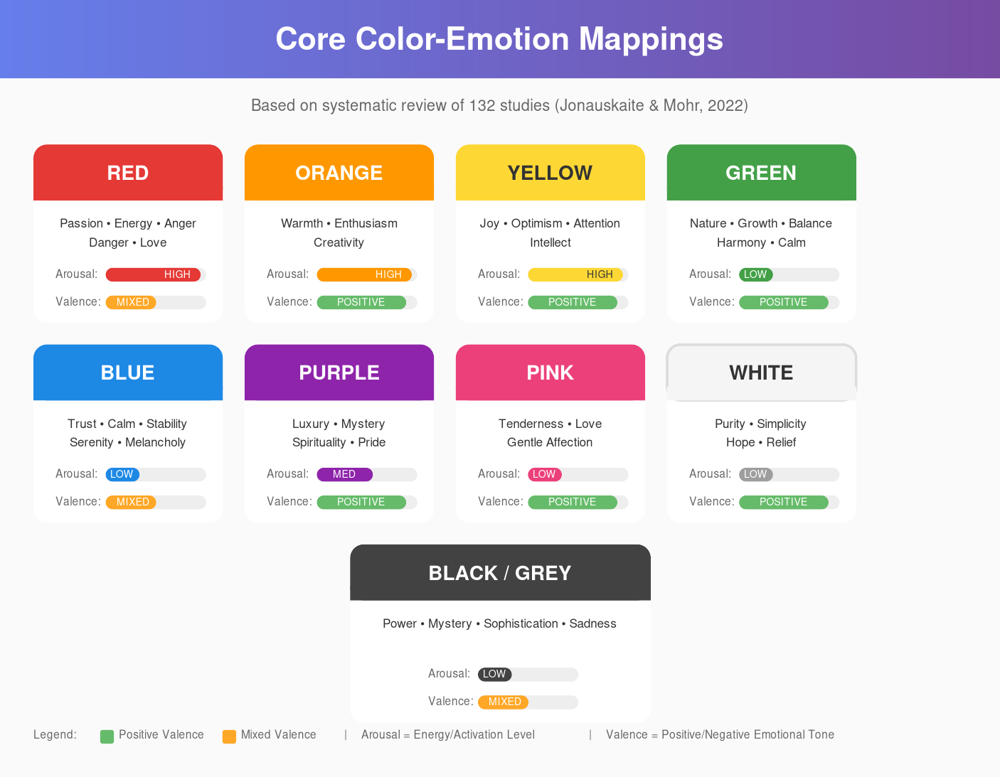 Core Color-Emotion Mappings
Based on systematic review of 132 studies (Jonauskaite & Mohr, 2022)
RED
Passion • Energy • Anger
Danger • Love
Arousal: HIGH
Valence: MIXED
ORANGE
Warmth • Enthusiasm
Creativity
Arousal: HIGH
Valence: POSITIVE
YELLOW
Joy • Optimism • Attention
Intellect
Arousal: HIGH
Valence: POSITIVE
GREEN
Nature • Growth • Balance
Harmony • Calm
Arousal: LOW
Valence: POSITIVE
BLUE
Trust • Calm • Stability
Serenity • Melancholy
Arousal: LOW
Valence: MIXED
PURPLE
Luxury • Mystery
Spirituality • Pride
Arousal: MED
Valence: POSITIVE
PINK
Tenderness • Love
Gentle Affection
Arousal: LOW
Valence: POSITIVE
WHITE
Purity • Simplicity
Hope • Relief
Arousal: LOW
Valence: POSITIVE
BLACK / GREY
Power • Mystery • Sophistication • Sadness
Arousal: LOW
Valence: MIXED
Legend: Positive Valence Mixed Valence | Arousal = Energy/Activation Level | Valence = Positive/Negative Emotional Tone